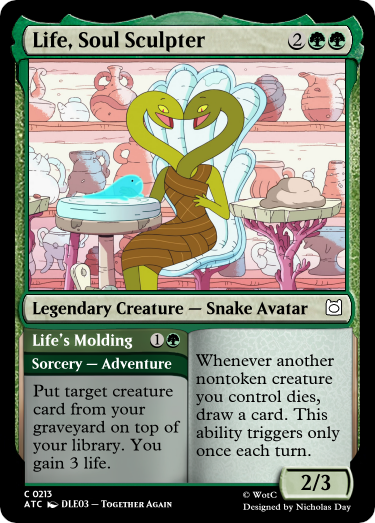 Life, Soul Sculpter 2
Legendary Creature — Snake Avatar
Life's Molding 1
Sorcery — Adventure
Put target creature
card from your
graveyard on top of
your library. You
gain 3 life.
Whenever another
nontoken creature
you control dies,
draw a card. This
ability triggers only
once each turn.
2/3
C 0213
ATC DLE03 — Together Again
© WotC
Designed by Nicholas Day